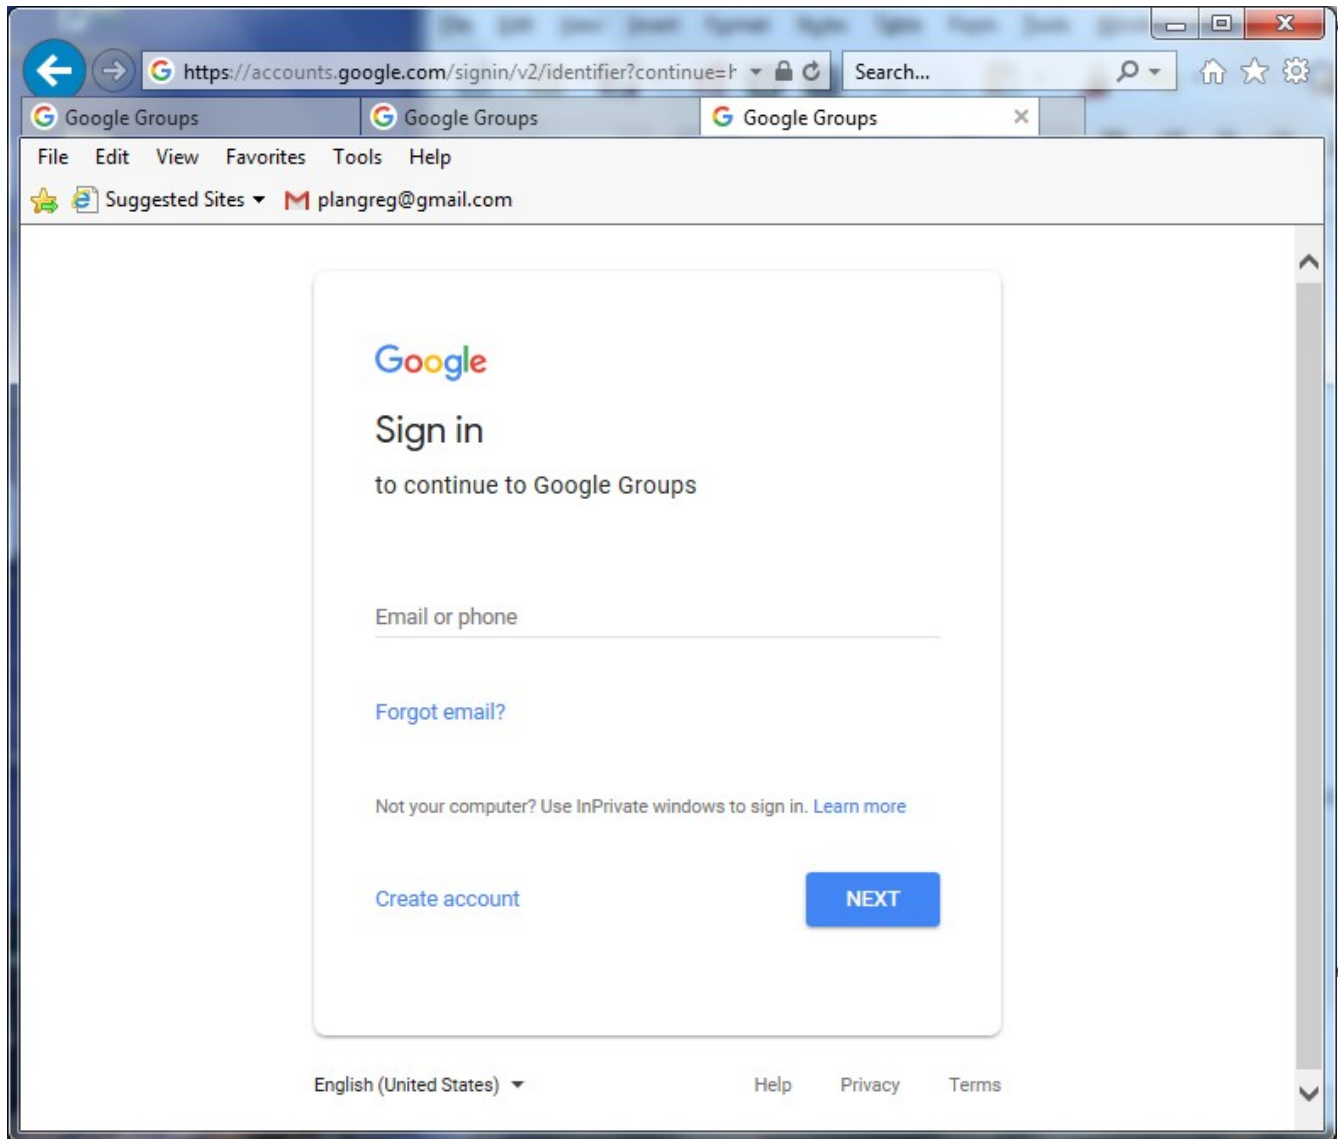 https://accounts.google.com/signin/v2/identifier?continue=h
Search...
Google Groups
Google Groups
Google Groups
File Edit View Favorites Tools Help
Suggested Sites plangreg@gmail.com
Google
Sign in
to continue to Google Groups
Email or phone
Forgot email?
Not your computer? Use InPrivate windows to sign in. Learn more
Create account NEXT
English (United States) Help Privacy Terms